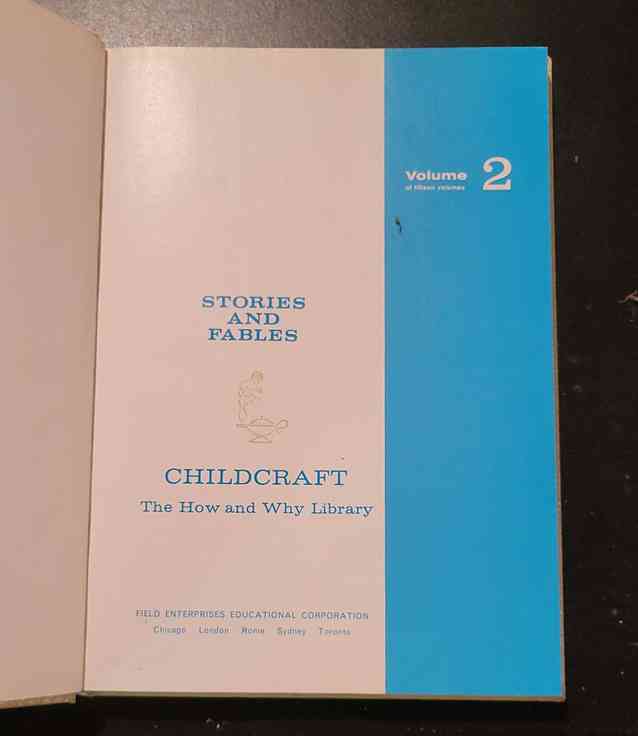 Volume 2
of fifteen volumes
STORIES
AND
FABLES
CHILDCRAFT
The How and Why Library
FIELD ENTERPRISES EDUCATIONAL CORPORATION
Chicago London Rome Sydney Toronto